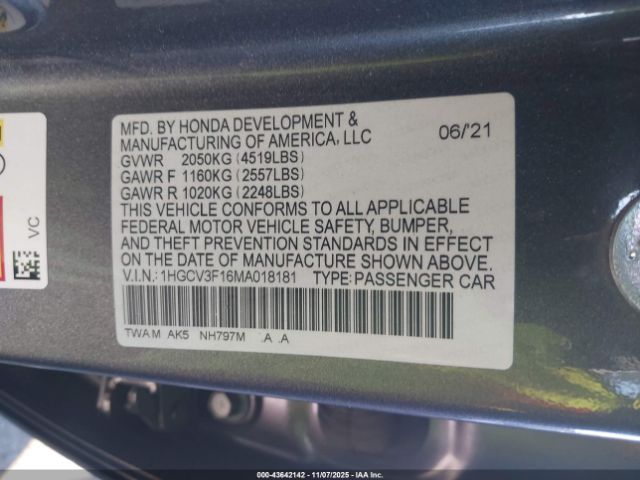 MFD. BY HONDA DEVELOPMENT &
MANUFACTURING OF AMERICA, LLC 06/21
GVWR 2050KG (4519LBS)
GAWR F 1160KG (2557LBS)
GAWR R 1020KG (2248LBS)
THIS VEHICLE CONFORMS TO ALL APPLICABLE
FEDERAL MOTOR VEHICLE SAFETY, BUMPER,
AND THEFT PREVENTION STANDARDS IN EFFECT
ON THE DATE OF MANUFACTURE SHOWN ABOVE.
V.I.N.: 1HGCV3F16MA018181 TYPE: PASSENGER CAR
TWAM AK5 NH797M .A .A
VC
000-43642142 - 11/07/2025 - IAA Inc.